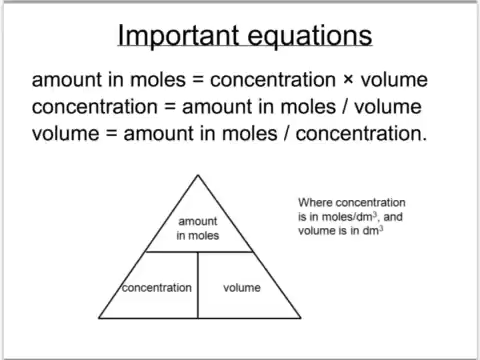 Important equations
amount in moles = concentration × volume
concentration = amount in moles / volume
volume = amount in moles / concentration.
amount
in moles
concentration
volume
Where concentration
is in moles/dm³, and
volume is in dm³